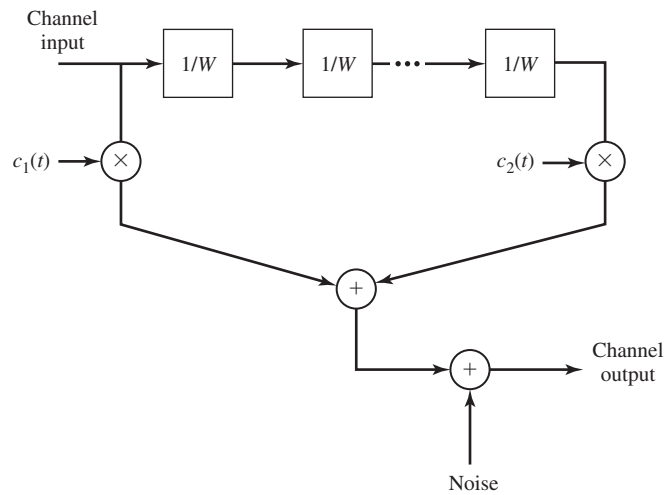 Channel
input
1/W
1/W
1/W
c₁(t)
×
c₂(t)
×
+
+
Channel
output
Noise